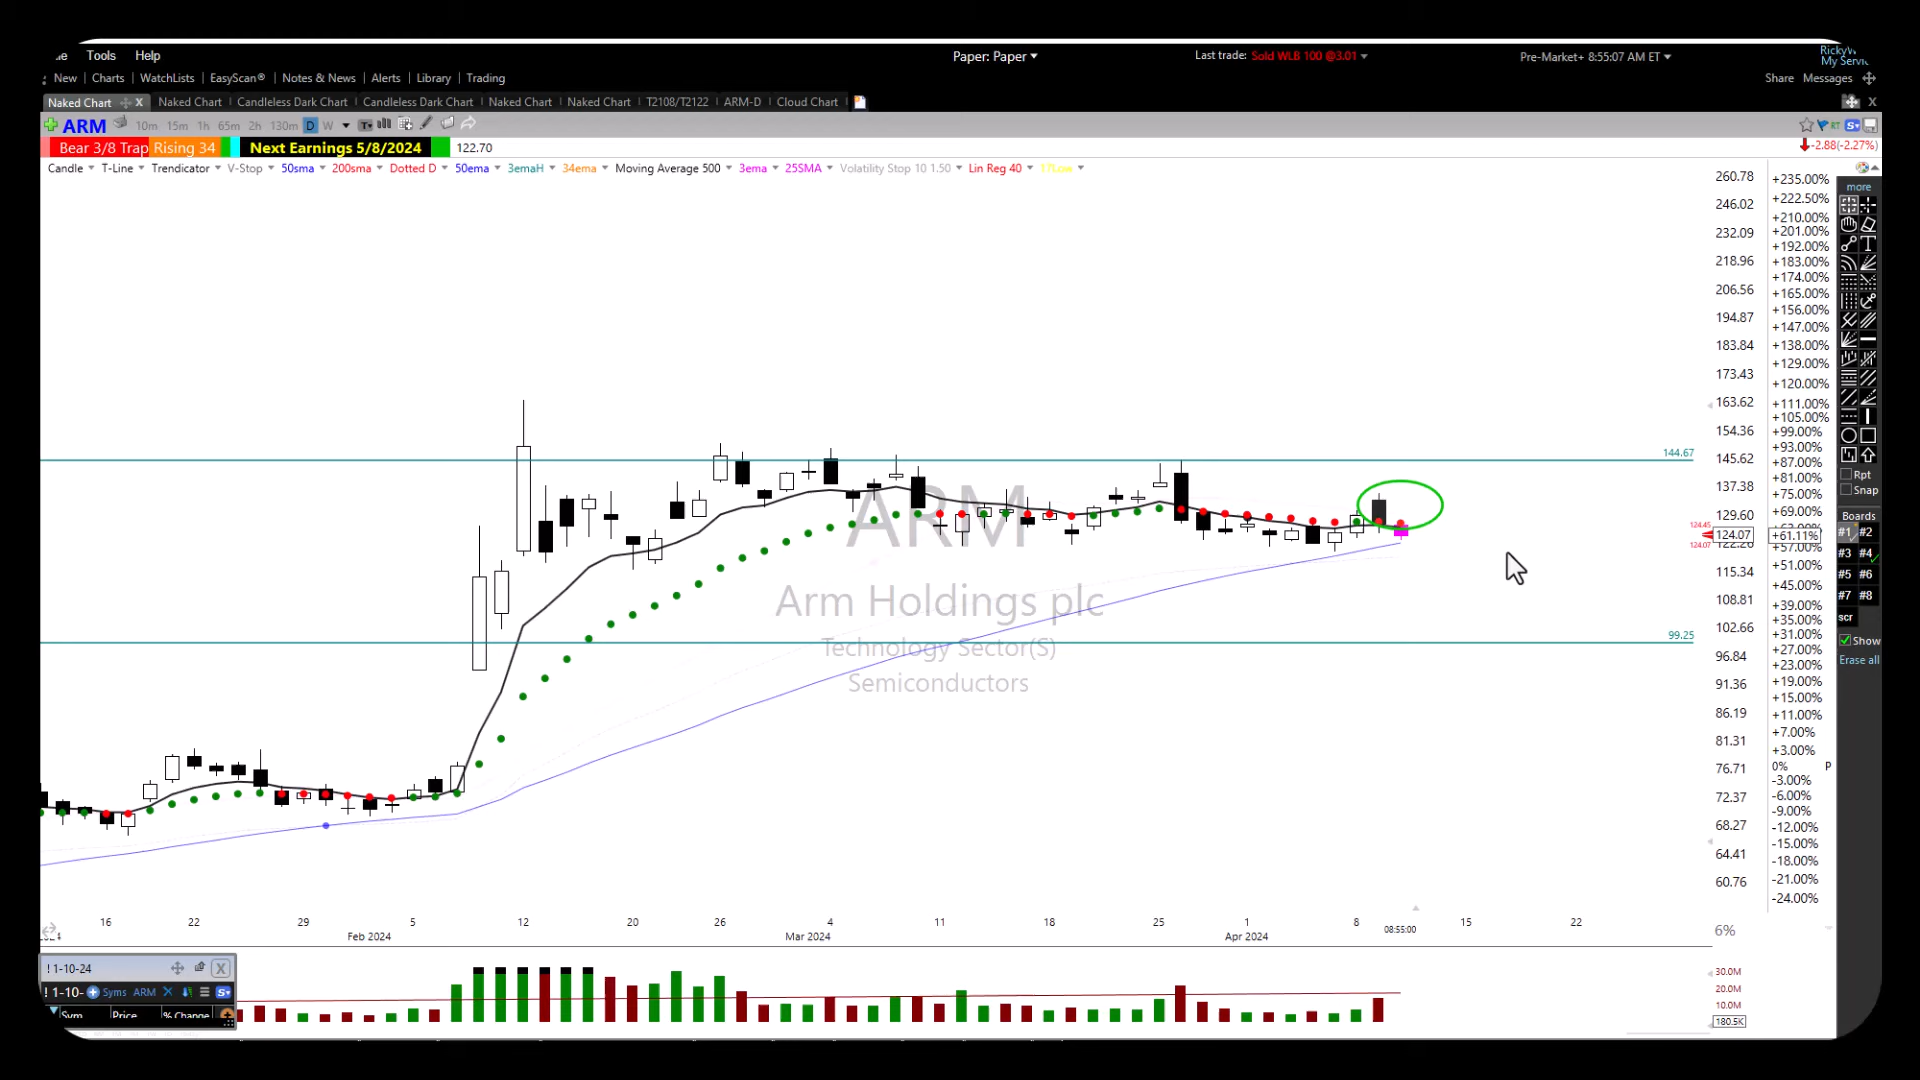 Tools Help
Paper: Paper
Last trade: Sold WLB 100 @3.01
Pre-Market+ 8:55:07 AM ET
New | Charts | WatchLists | EasyScan® | Notes & News | Alerts | Library | Trading
Share Messages
Naked Chart X Naked Chart | Candleless Dark Chart | Candleless Dark Chart | Naked Chart | Naked Chart | T2108/T2122 | ARM-D | Cloud Chart X
ARM 10m 15m 1h 65m 2h 130m D W
Bear 3/8 Trap Rising 34 Next Earnings 5/8/2024 122.70
-2.88(-2.27%)
Candle T-Line Trendicator V-Stop 50sma 200sma Dotted D 50ema 3emaH 34ema Moving Average 500 3ema 25SMA Volatility Stop 10 1.50 Lin Reg 40 17Low
more
260.78
246.02
232.09
218.96
206.56
194.87
183.84
173.43
163.62
154.36
145.62
137.38
129.60
124.07
115.34
108.81
102.66
96.84
91.36
86.19
81.31
76.71
72.37
68.27
64.41
60.76
+235.00%
+222.50%
+210.00%
+201.00%
+192.00%
+183.00%
+174.00%
+165.00%
+156.00%
+147.00%
+138.00%
+129.00%
+120.00%
+111.00%
+105.00%
+99.00%
+93.00%
+87.00%
+81.00%
+75.00%
+69.00%
+61.11%
+57.00%
+51.00%
+45.00%
+39.00%
+35.00%
+31.00%
+27.00%
+23.00%
+19.00%
+15.00%
+11.00%
+7.00%
+3.00%
0% P
-3.00%
-6.00%
-9.00%
-12.00%
-15.00%
-18.00%
-21.00%
-24.00%
144.67
99.25
124.45
124.07
ARM
Arm Holdings plc
Technology Sector(S)
Semiconductors
Rpt
Snap
Boards
#1 #2
#3 #4
#5 #6
#7 #8
scr
Show
Erase all
16 22 29 5 12 20 26 4 11 18 25 1 8 15 22
Feb 2024 Mar 2024 Apr 2024 08:55:00
6%
! 1-10-24 X
! 1-10- Syms ARM
Sym Price % Change
30.0M
20.0M
10.0M
180.5K